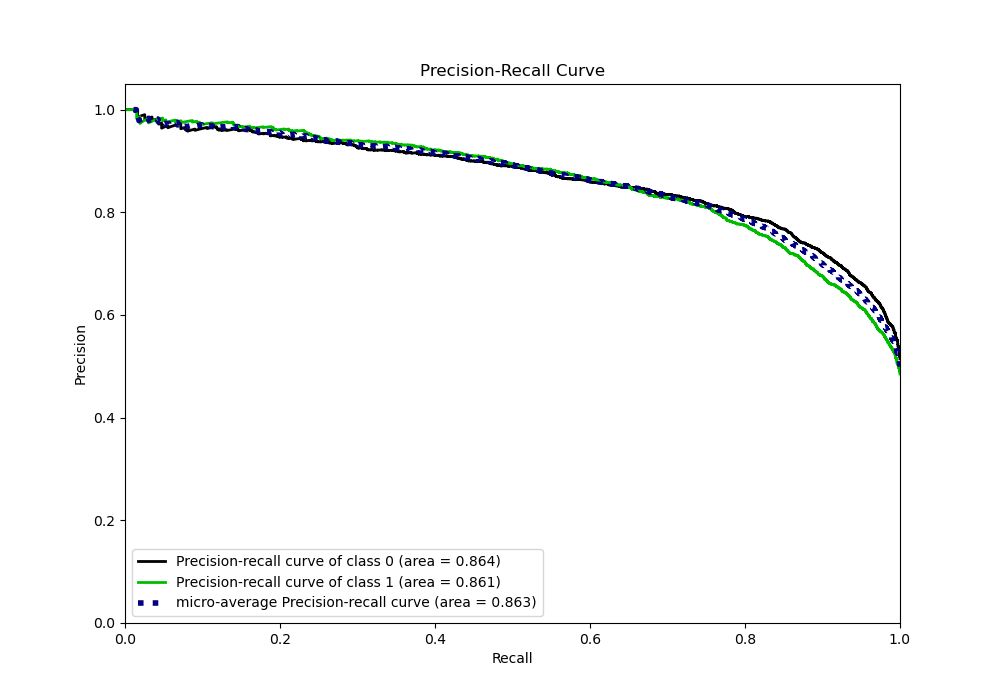 Precision-Recall Curve
1.0
0.8
0.6
0.4
0.2
0.0
Precision
Precision-recall curve of class 0 (area = 0.864)
Precision-recall curve of class 1 (area = 0.861)
micro-average Precision-recall curve (area = 0.863)
0.0 0.2 0.4 0.6 0.8 1.0
Recall